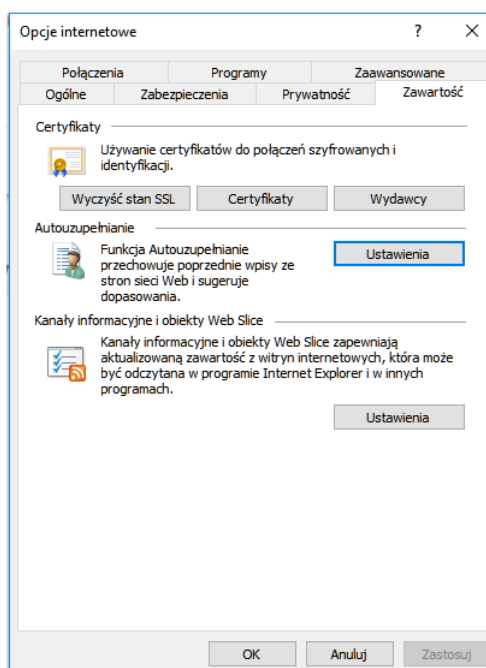 Opcje internetowe
?
Połączenia Programy Zaawansowane
Ogólne Zabezpieczenia Prywatność Zawartość
Certyfikaty
Używanie certyfikatów do połączeń szyfrowanych i
identyfikacji.
Wyczyść stan SSL Certyfikaty Wydawcy
Autouzupełnianie
Funkcja Autouzupełnianie
przechowuje poprzednie wpisy ze
stron sieci Web i sugeruje
dopasowania.
Ustawienia
Kanały informacyjne i obiekty Web Slice
Kanały informacyjne i obiekty Web Slice zapewniają
aktualizowaną zawartość z witryn internetowych, która może
być odczytana w programie Internet Explorer i w innych
programach.
Ustawienia
OK Anuluj Zastosuj